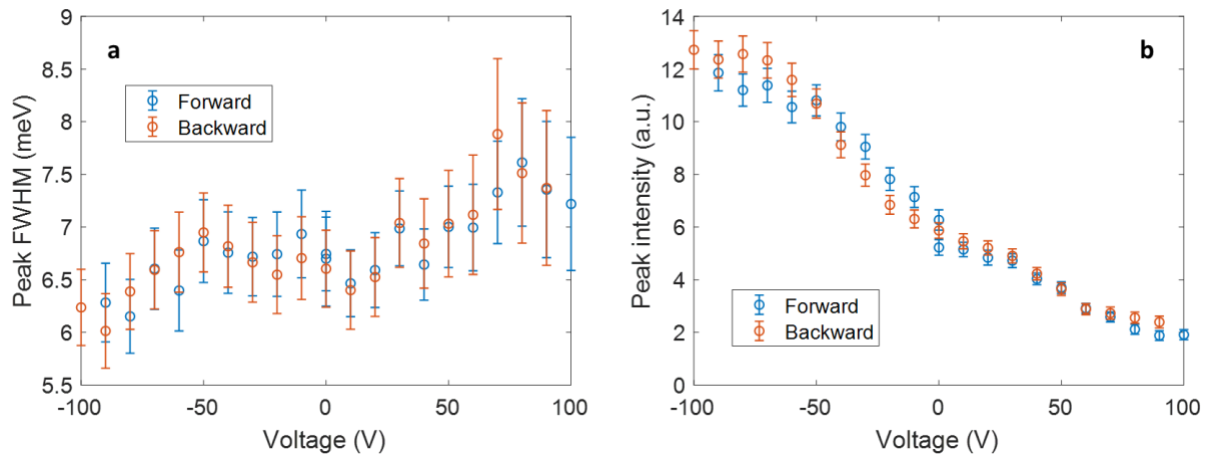 a
Peak FWHM (meV)
9
8.5
8
7.5
7
6.5
6
5.5
Forward
Backward
-100
-50
0
50
100
Voltage (V)
b
Peak intensity (a.u.)
14
12
10
8
6
4
2
0
Forward
Backward
-100
-50
0
50
100
Voltage (V)